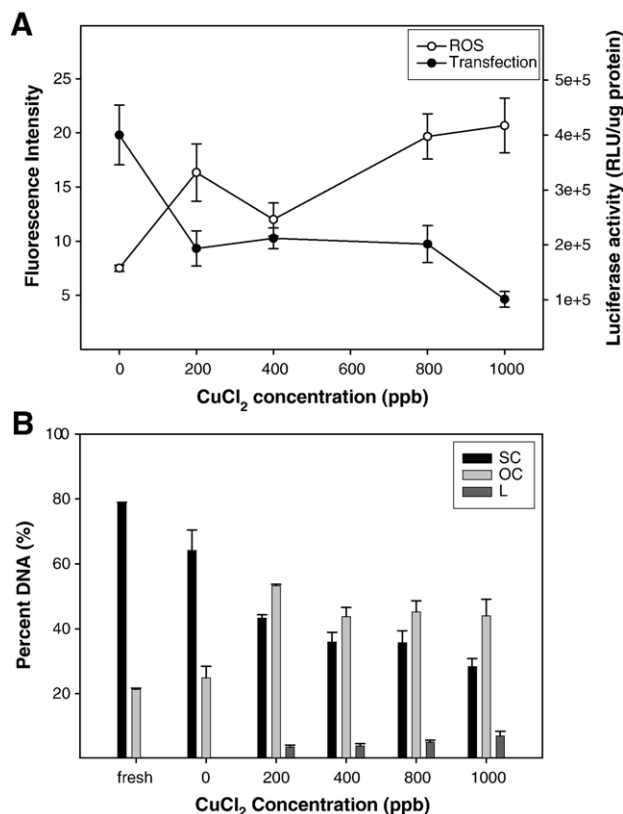 A
ROS
Transfection
Fluorescence Intensity
25
20
15
10
5
5e+5
4e+5
3e+5
2e+5
1e+5
Luciferase activity (RLU/ug protein)
0 200 400 600 800 1000
CuCl₂ concentration (ppb)
B
SC
OC
L
Percent DNA (%)
100
80
60
40
20
fresh 0 200 400 800 1000
CuCl₂ Concentration (ppb)